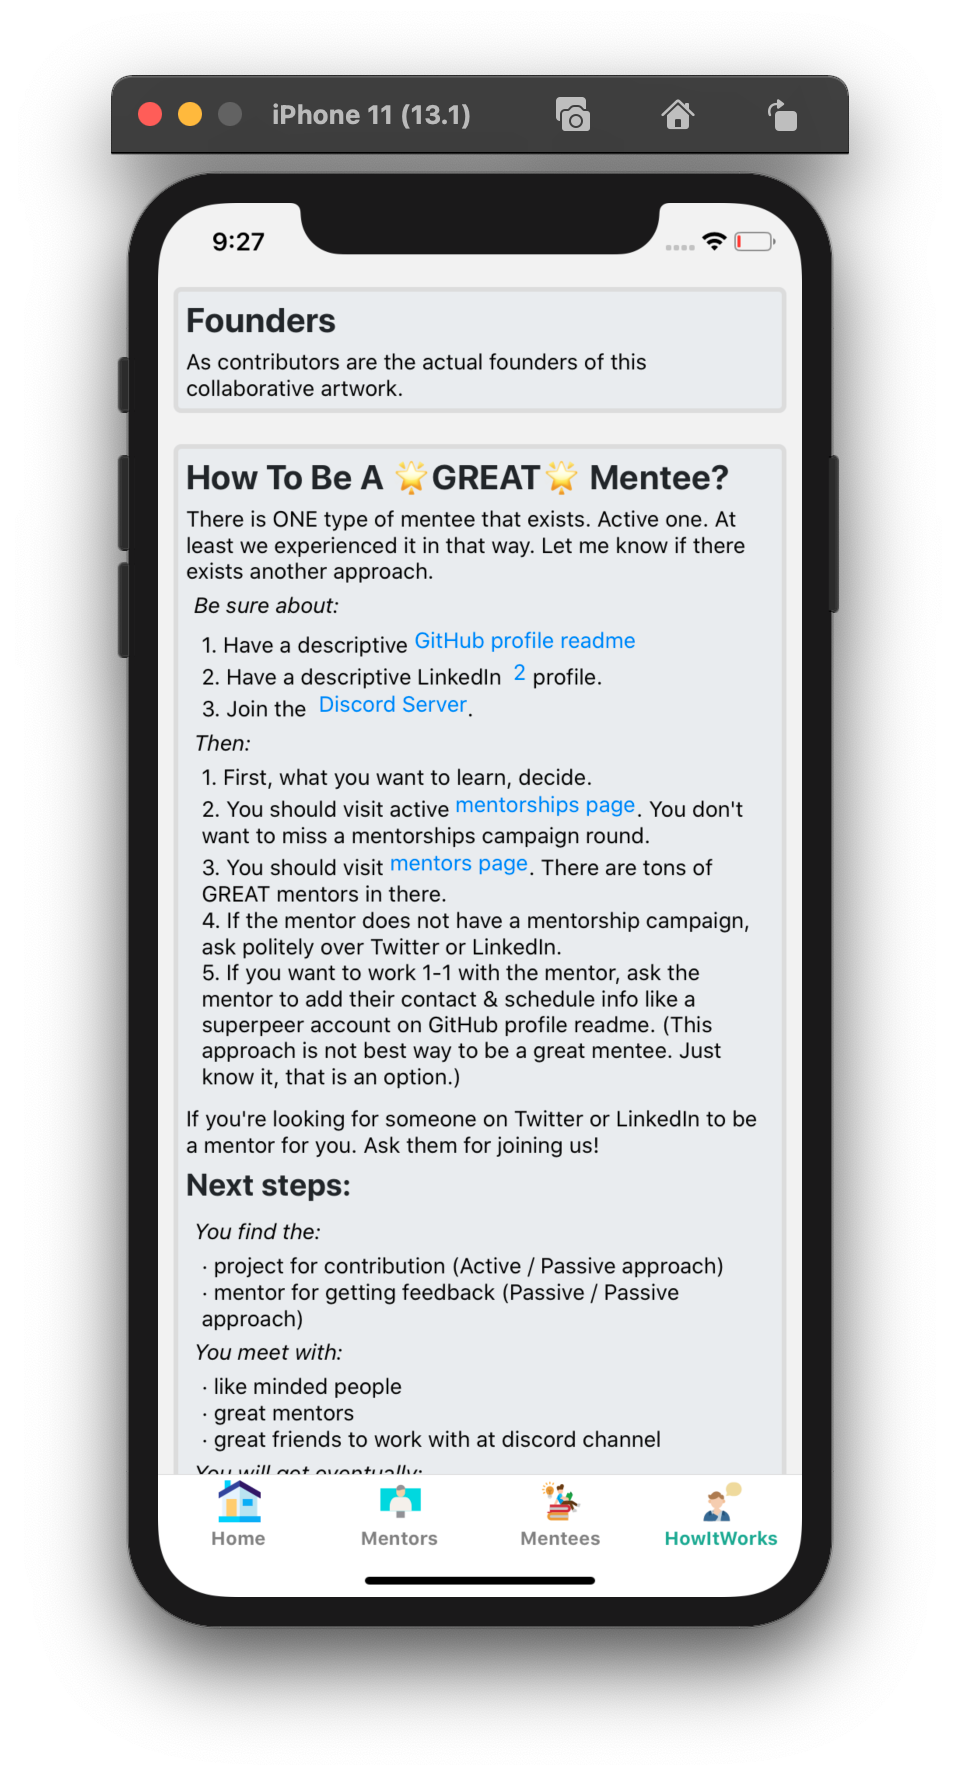 iPhone 11 (13.1)
9:27
Founders
As contributors are the actual founders of this
collaborative artwork.
How To Be A 🌟GREAT🌟 Mentee?
There is ONE type of mentee that exists. Active one. At
least we experienced it in that way. Let me know if there
exists another approach.
Be sure about:
1. Have a descriptive GitHub profile readme
2. Have a descriptive LinkedIn 2 profile.
3. Join the Discord Server.
Then:
1. First, what you want to learn, decide.
2. You should visit active mentorships page. You don't
want to miss a mentorships campaign round.
3. You should visit mentors page. There are tons of
GREAT mentors in there.
4. If the mentor does not have a mentorship campaign,
ask politely over Twitter or LinkedIn.
5. If you want to work 1-1 with the mentor, ask the
mentor to add their contact & schedule info like a
superpeer account on GitHub profile readme. (This
approach is not best way to be a great mentee. Just
know it, that is an option.)
If you're looking for someone on Twitter or LinkedIn to be
a mentor for you. Ask them for joining us!
Next steps:
You find the:
· project for contribution (Active / Passive approach)
· mentor for getting feedback (Passive / Passive
approach)
You meet with:
· like minded people
· great mentors
· great friends to work with at discord channel
You will get eventually:
Home
Mentors
Mentees
HowItWorks